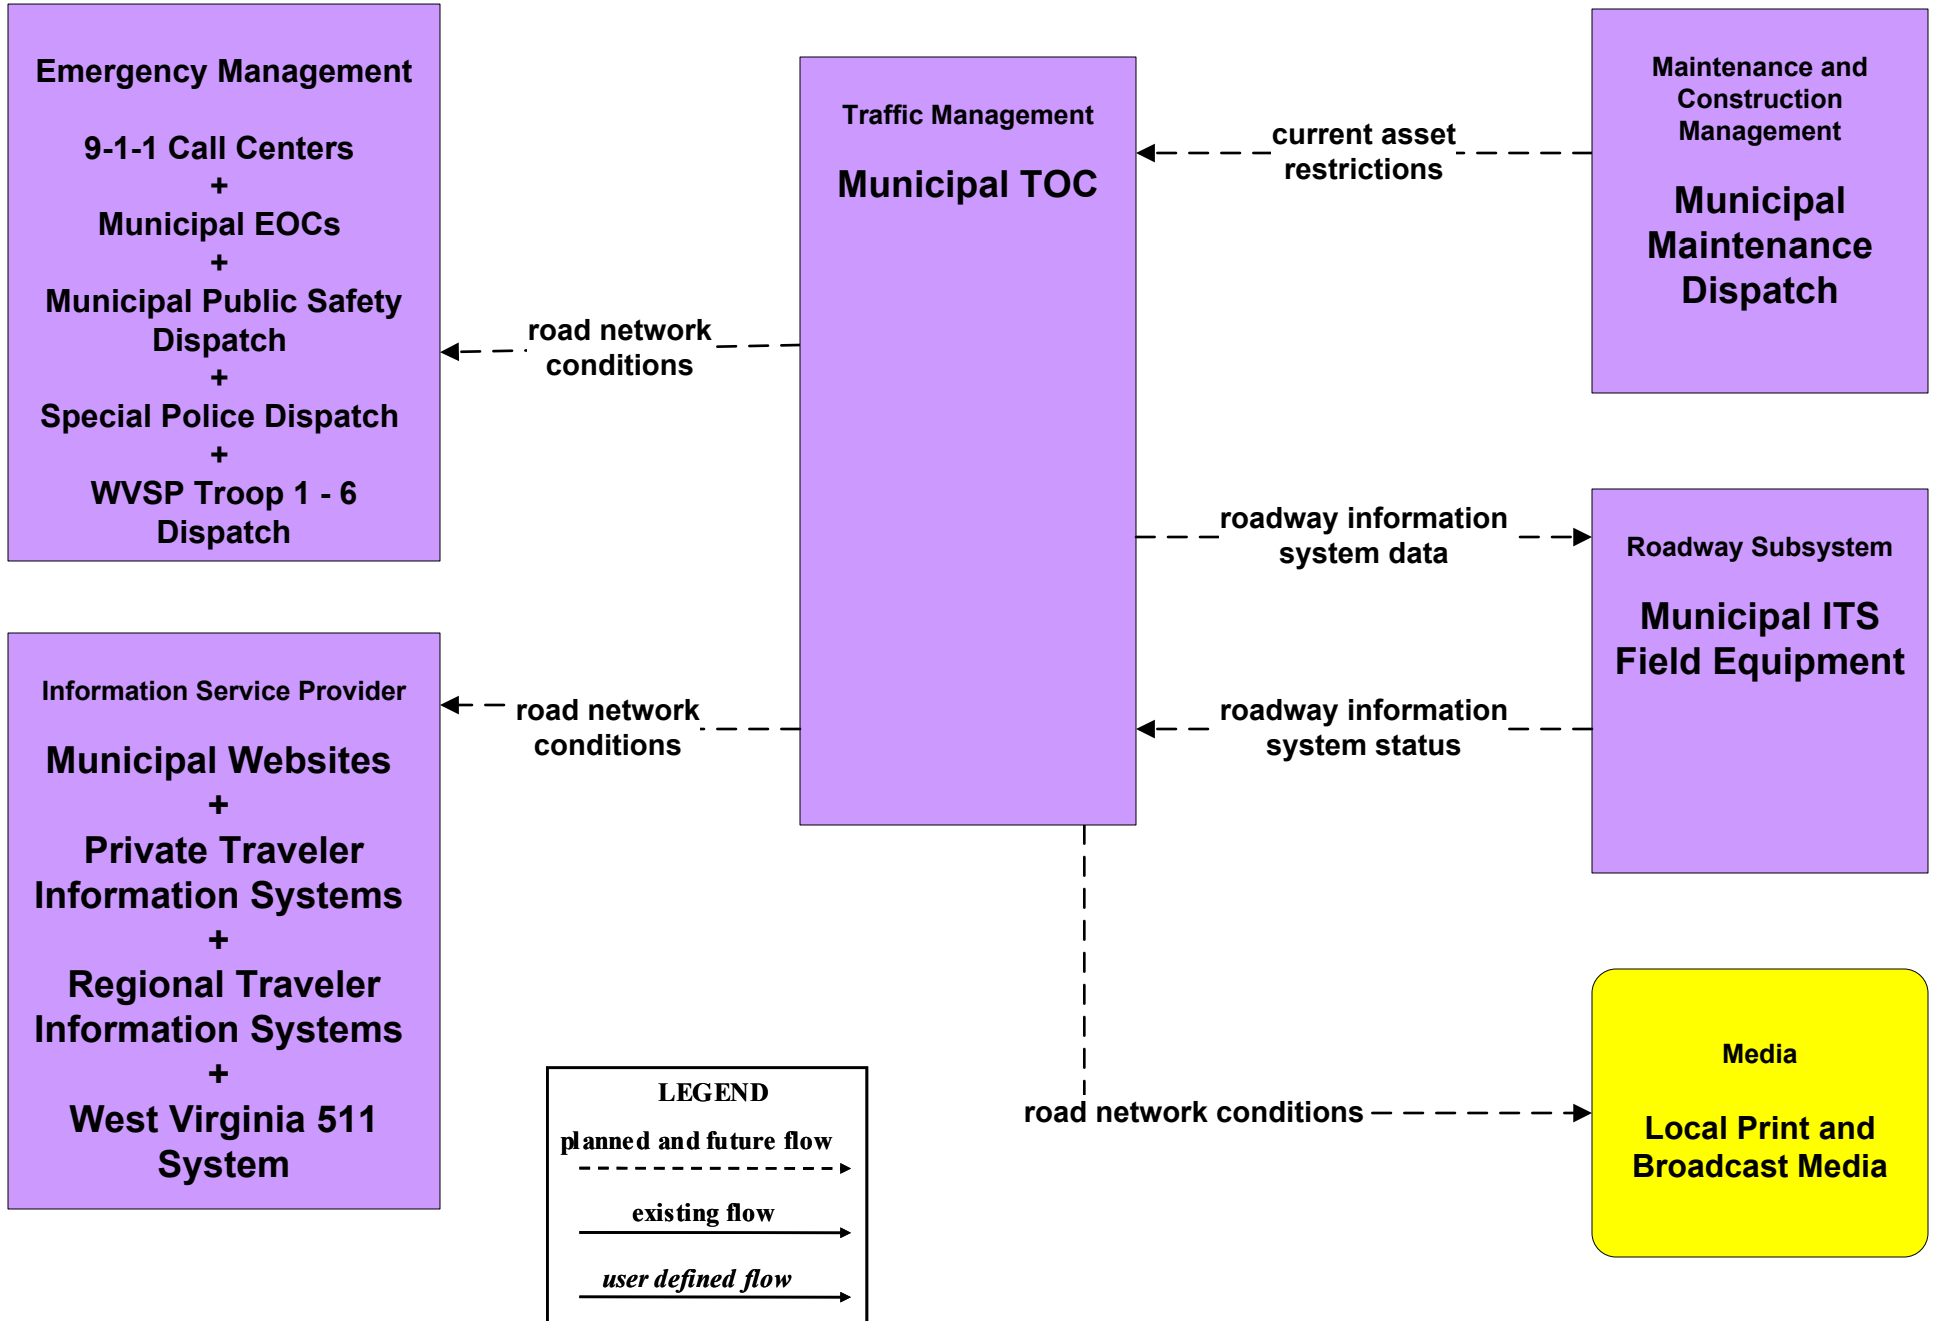 Emergency Management
9-1-1 Call Centers
+
Municipal EOCs
+
Municipal Public Safety
Dispatch
+
Special Police Dispatch
+
WVSP Troop 1 - 6
Dispatch
road network
conditions
Traffic Management
Municipal TOC
current asset
restrictions
Maintenance and
Construction
Management
Municipal
Maintenance
Dispatch
roadway information
system data
Roadway Subsystem
Municipal ITS
Field Equipment
roadway information
system status
Information Service Provider
Municipal Websites
+
Private Traveler
Information Systems
+
Regional Traveler
Information Systems
+
West Virginia 511
System
road network
conditions
road network conditions
Media
Local Print and
Broadcast Media
LEGEND
planned and future flow
existing flow
user defined flow